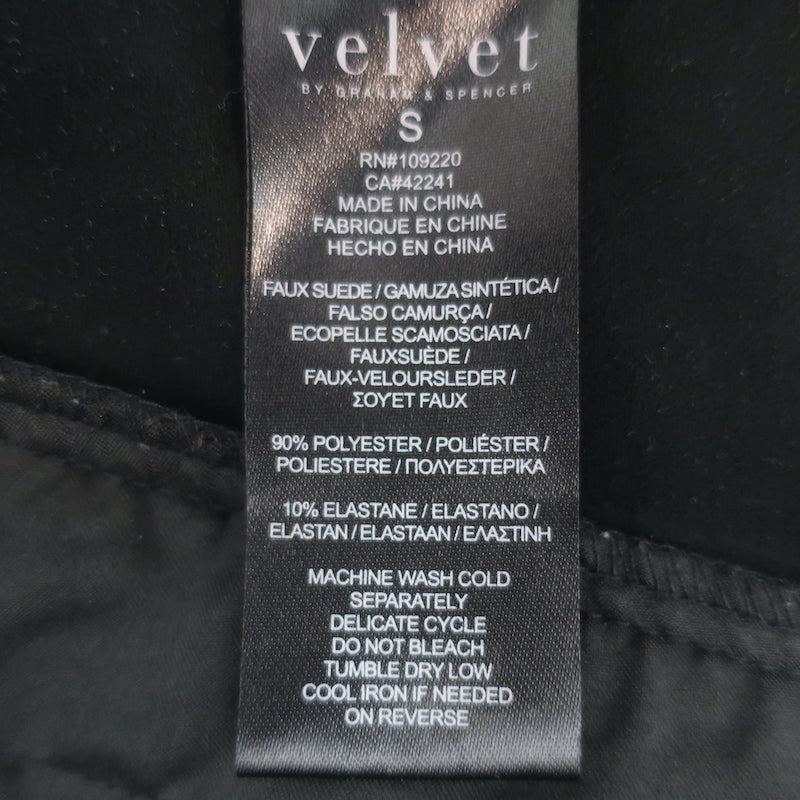 velvet
BY GRAHAM & SPENCER
S
RN#109220
CA#42241
MADE IN CHINA
FABRIQUE EN CHINE
HECHO EN CHINA
FAUX SUEDE / GAMUZA SINTÉTICA /
FALSO CAMURÇA /
ECOPELLE SCAMOSCIATA /
FAUXSUÈDE /
FAUX-VELOURSLEDER /
ΣΟΥΕΤ FAUX
90% POLYESTER / POLIÉSTER /
POLIESTERE / ΠΟΛΥΕΣΤΕΡΙΚΑ
10% ELASTANE / ELASTANO /
ELASTAN / ELASTAAN / ΕΛΑΣΤΙΝΗ
MACHINE WASH COLD
SEPARATELY
DELICATE CYCLE
DO NOT BLEACH
TUMBLE DRY LOW
COOL IRON IF NEEDED
ON REVERSE